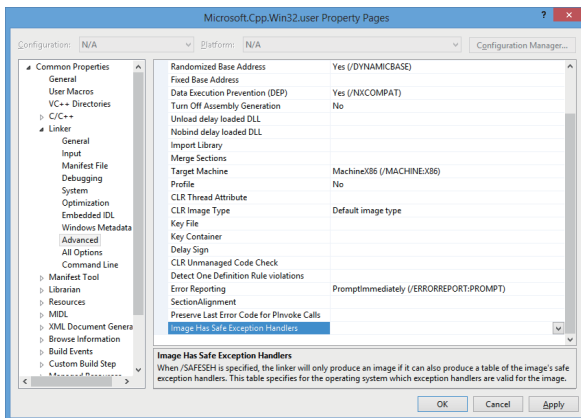 Microsoft.Cpp.Win32.user Property Pages
?
Configuration: N/A Platform: N/A Configuration Manager...
Common Properties
General
User Macros
VC++ Directories
C/C++
Linker
General
Input
Manifest File
Debugging
System
Optimization
Embedded IDL
Windows Metadata
Advanced
All Options
Command Line
Manifest Tool
Librarian
Resources
MIDL
XML Document Genera
Browse Information
Build Events
Custom Build Step
Managed Resources
Randomized Base Address Yes (/DYNAMICBASE)
Fixed Base Address
Data Execution Prevention (DEP) Yes (/NXCOMPAT)
Turn Off Assembly Generation No
Unload delay loaded DLL
Nobind delay loaded DLL
Import Library
Merge Sections
Target Machine MachineX86 (/MACHINE:X86)
Profile No
CLR Thread Attribute
CLR Image Type Default image type
Key File
Key Container
Delay Sign
CLR Unmanaged Code Check
Detect One Definition Rule violations
Error Reporting PromptImmediately (/ERRORREPORT:PROMPT)
SectionAlignment
Preserve Last Error Code for PInvoke Calls
Image Has Safe Exception Handlers
Image Has Safe Exception Handlers
When /SAFESEH is specified, the linker will only produce an image if it can also produce a table of the image's safe
exception handlers. This table specifies for the operating system which exception handlers are valid for the image.
OK Cancel Apply